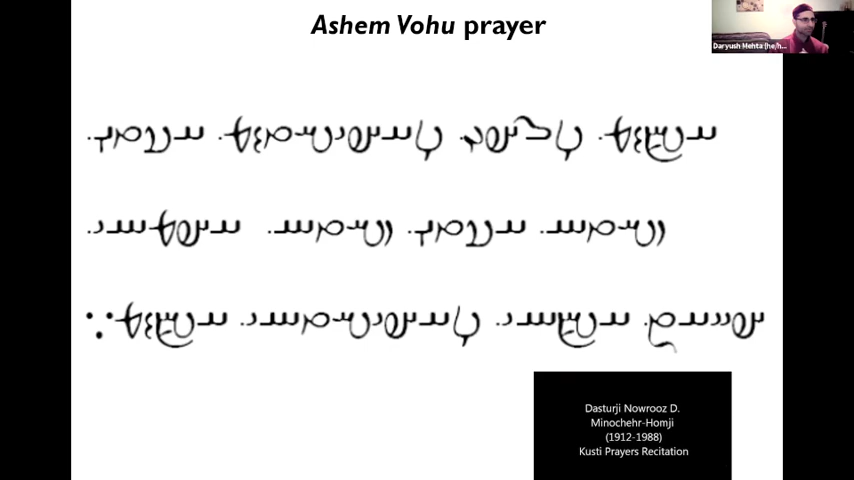 Ashem Vohu prayer
Daryush Mehta (he/h...
𐬀𐬴𐬆𐬨. 𐬬𐬊𐬵𐬏. 𐬬𐬀𐬵𐬌𐬱𐬙𐬆𐬨. 𐬀𐬯𐬙𐬍.
𐬎𐬱𐬙𐬁. 𐬀𐬯𐬙𐬍. 𐬎𐬱𐬙𐬁. 𐬀𐬵𐬨𐬁𐬌.
𐬵𐬫𐬀𐬝. 𐬀𐬴𐬁𐬌. 𐬬𐬀𐬵𐬌𐬱𐬙𐬁𐬌. 𐬀𐬴𐬆𐬨𐬻
Dasturji Nowrooz D.
Minochehr-Homji
(1912-1988)
Kusti Prayers Recitation